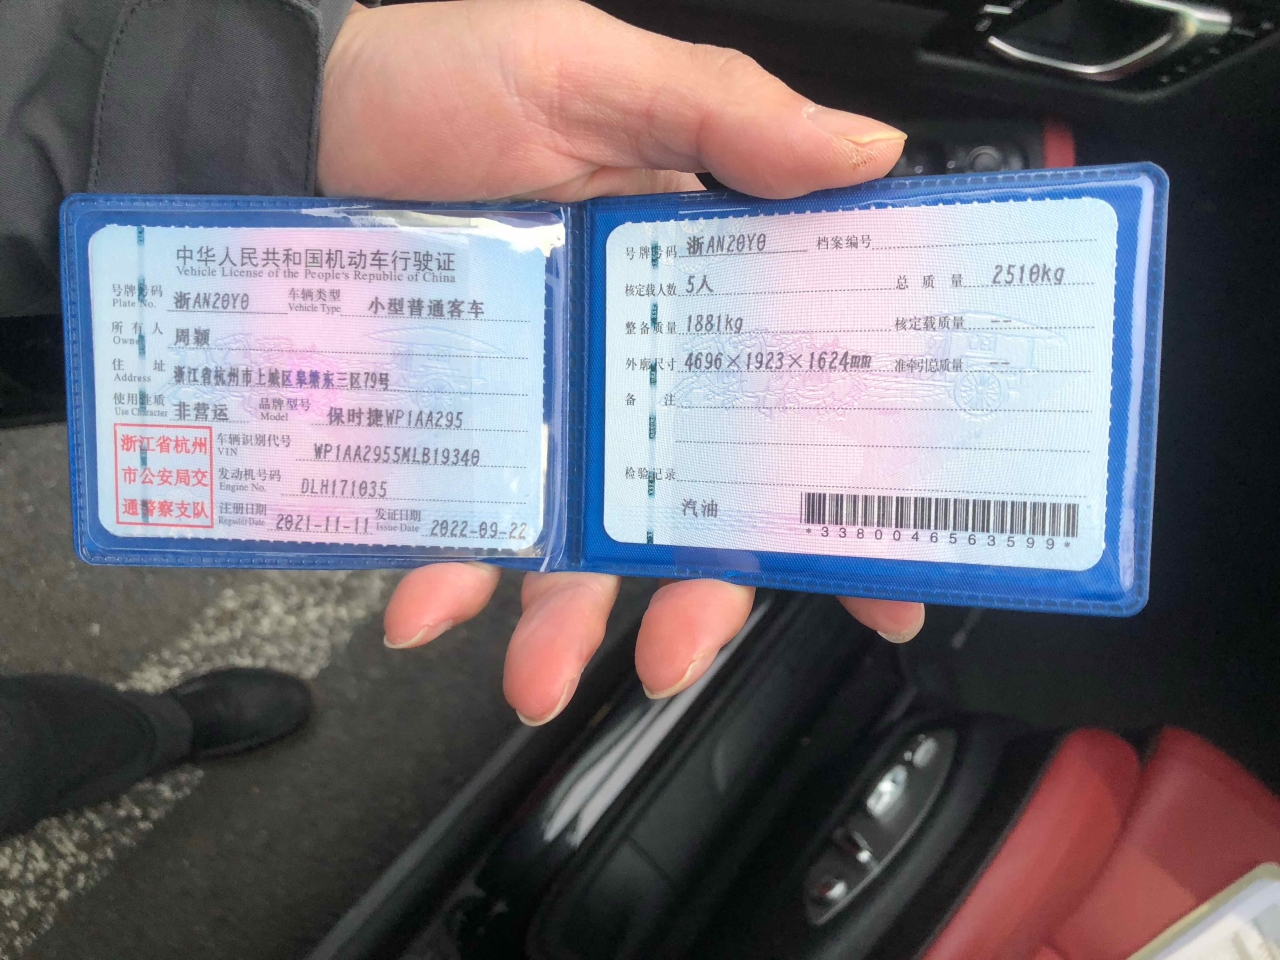 中华人民共和国机动车行驶证
Vehicle License of the People's Republic of China
号牌号码 浙AN20Y0 车辆类型 小型普通客车
Plate No. Vehicle Type
所有人 周颖
Owner
住址 浙江省杭州市上城区泉塘东三区79号
Address
使用性质 非营运 品牌型号 保时捷WP1AA295
Use Character Model
浙江省杭州
市公安局交
通警察支队
车辆识别代号 WP1AA2955MLB19340
VIN
发动机号码 DLH171035
Engine No.
注册日期 2021-11-11 发证日期 2022-09-22
Register Date Issue Date
号牌号码 浙AN20Y0 档案编号
核定载人数 5人 总质量 2510kg
整备质量 1881kg 核定载质量 --
外廓尺寸 4696×1923×1624mm 准牵引总质量 --
备注
检验记录
汽油
*3380046563599*